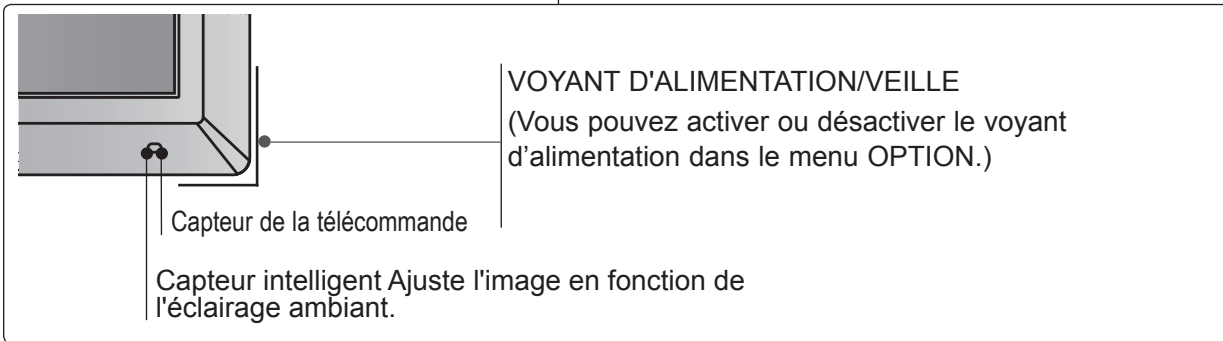 VOYANT D'ALIMENTATION/VEILLE
(Vous pouvez activer ou désactiver le voyant
d’alimentation dans le menu OPTION.)
Capteur de la télécommande
Capteur intelligent Ajuste l'image en fonction de
l'éclairage ambiant.